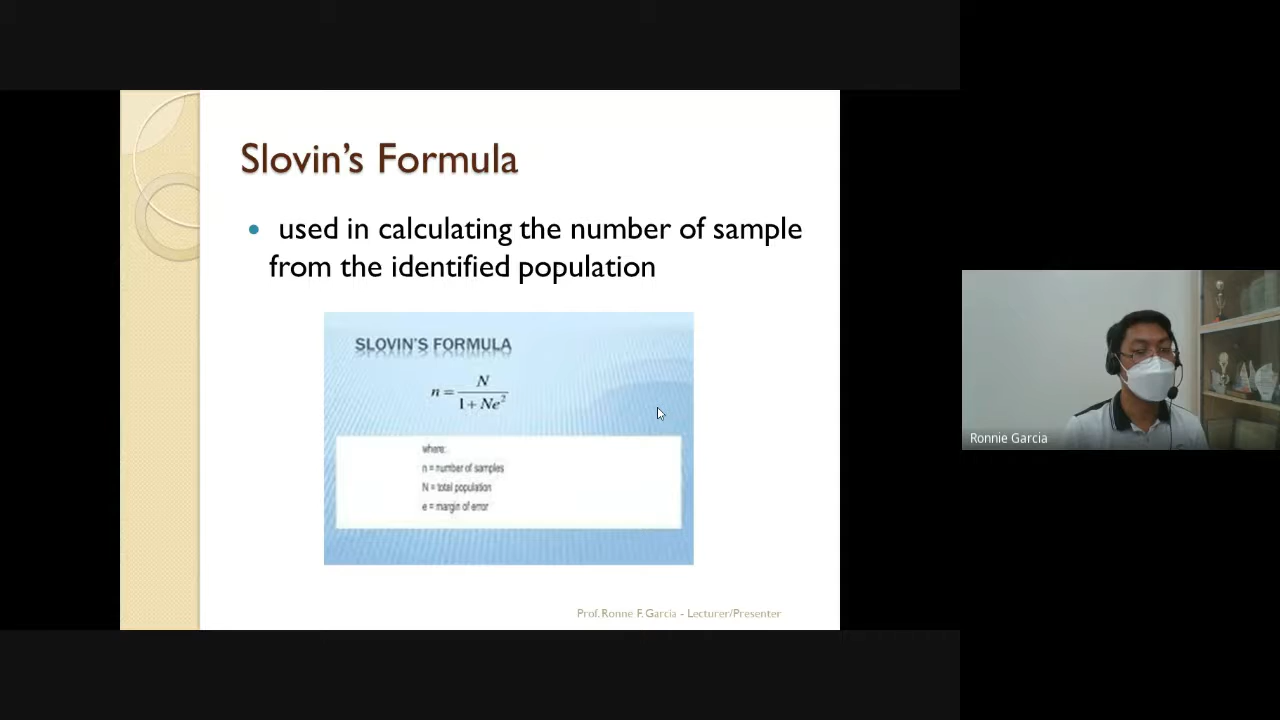 Slovin's Formula
• used in calculating the number of sample
from the identified population
SLOVIN'S FORMULA
n = N / (1 + Ne²)
where:
n = number of samples
N = total population
e = margin of error
Prof. Ronne F. Garcia - Lecturer/Presenter
Ronnie Garcia